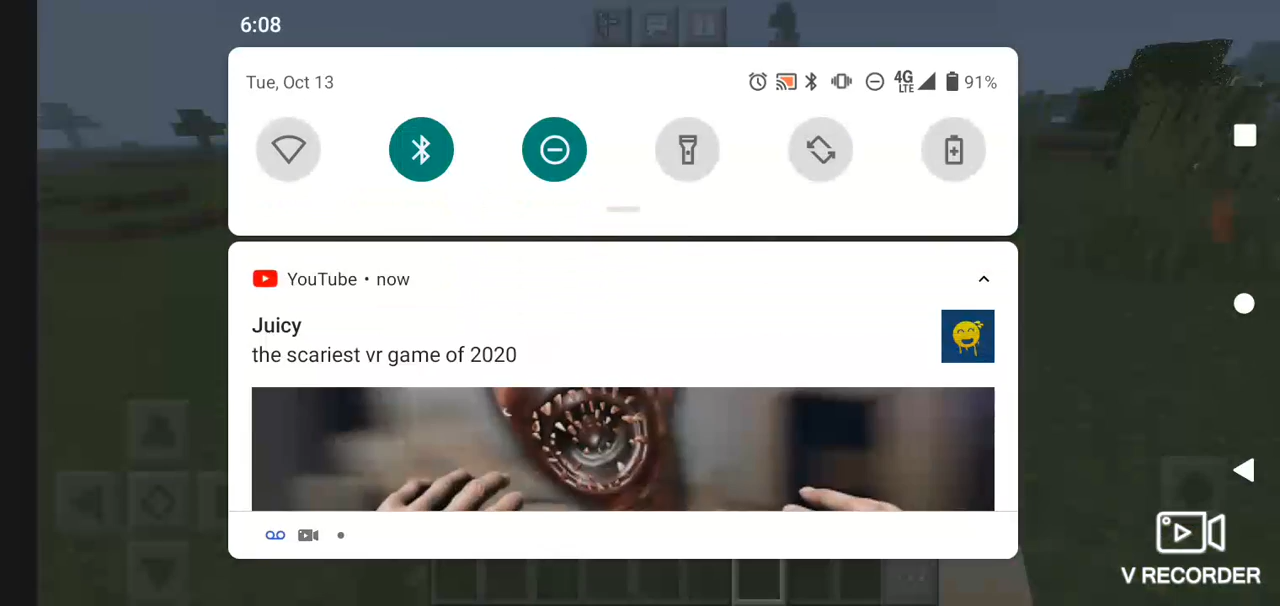 6:08
Tue, Oct 13
4G LTE
91%
YouTube • now
Juicy
the scariest vr game of 2020
V RECORDER